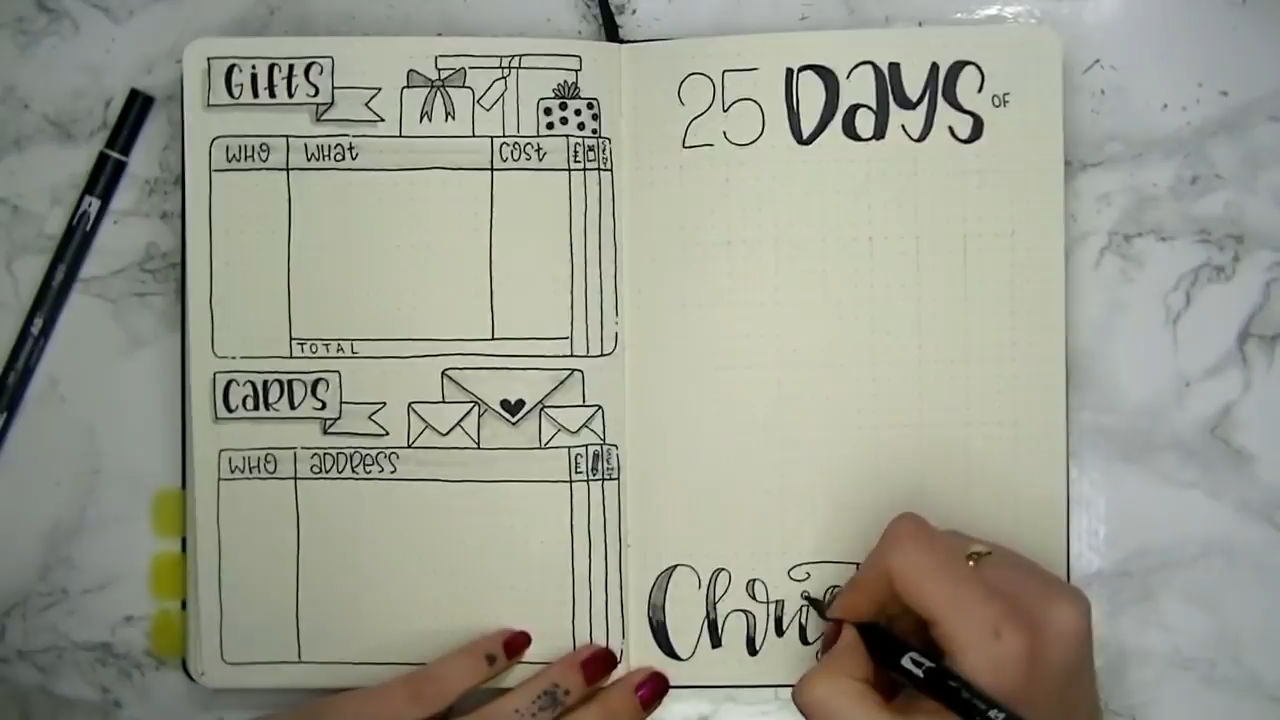 Gifts
WHO What Cost £
TOTAL
CARDS
WHO address £
25 Days OF
Chri